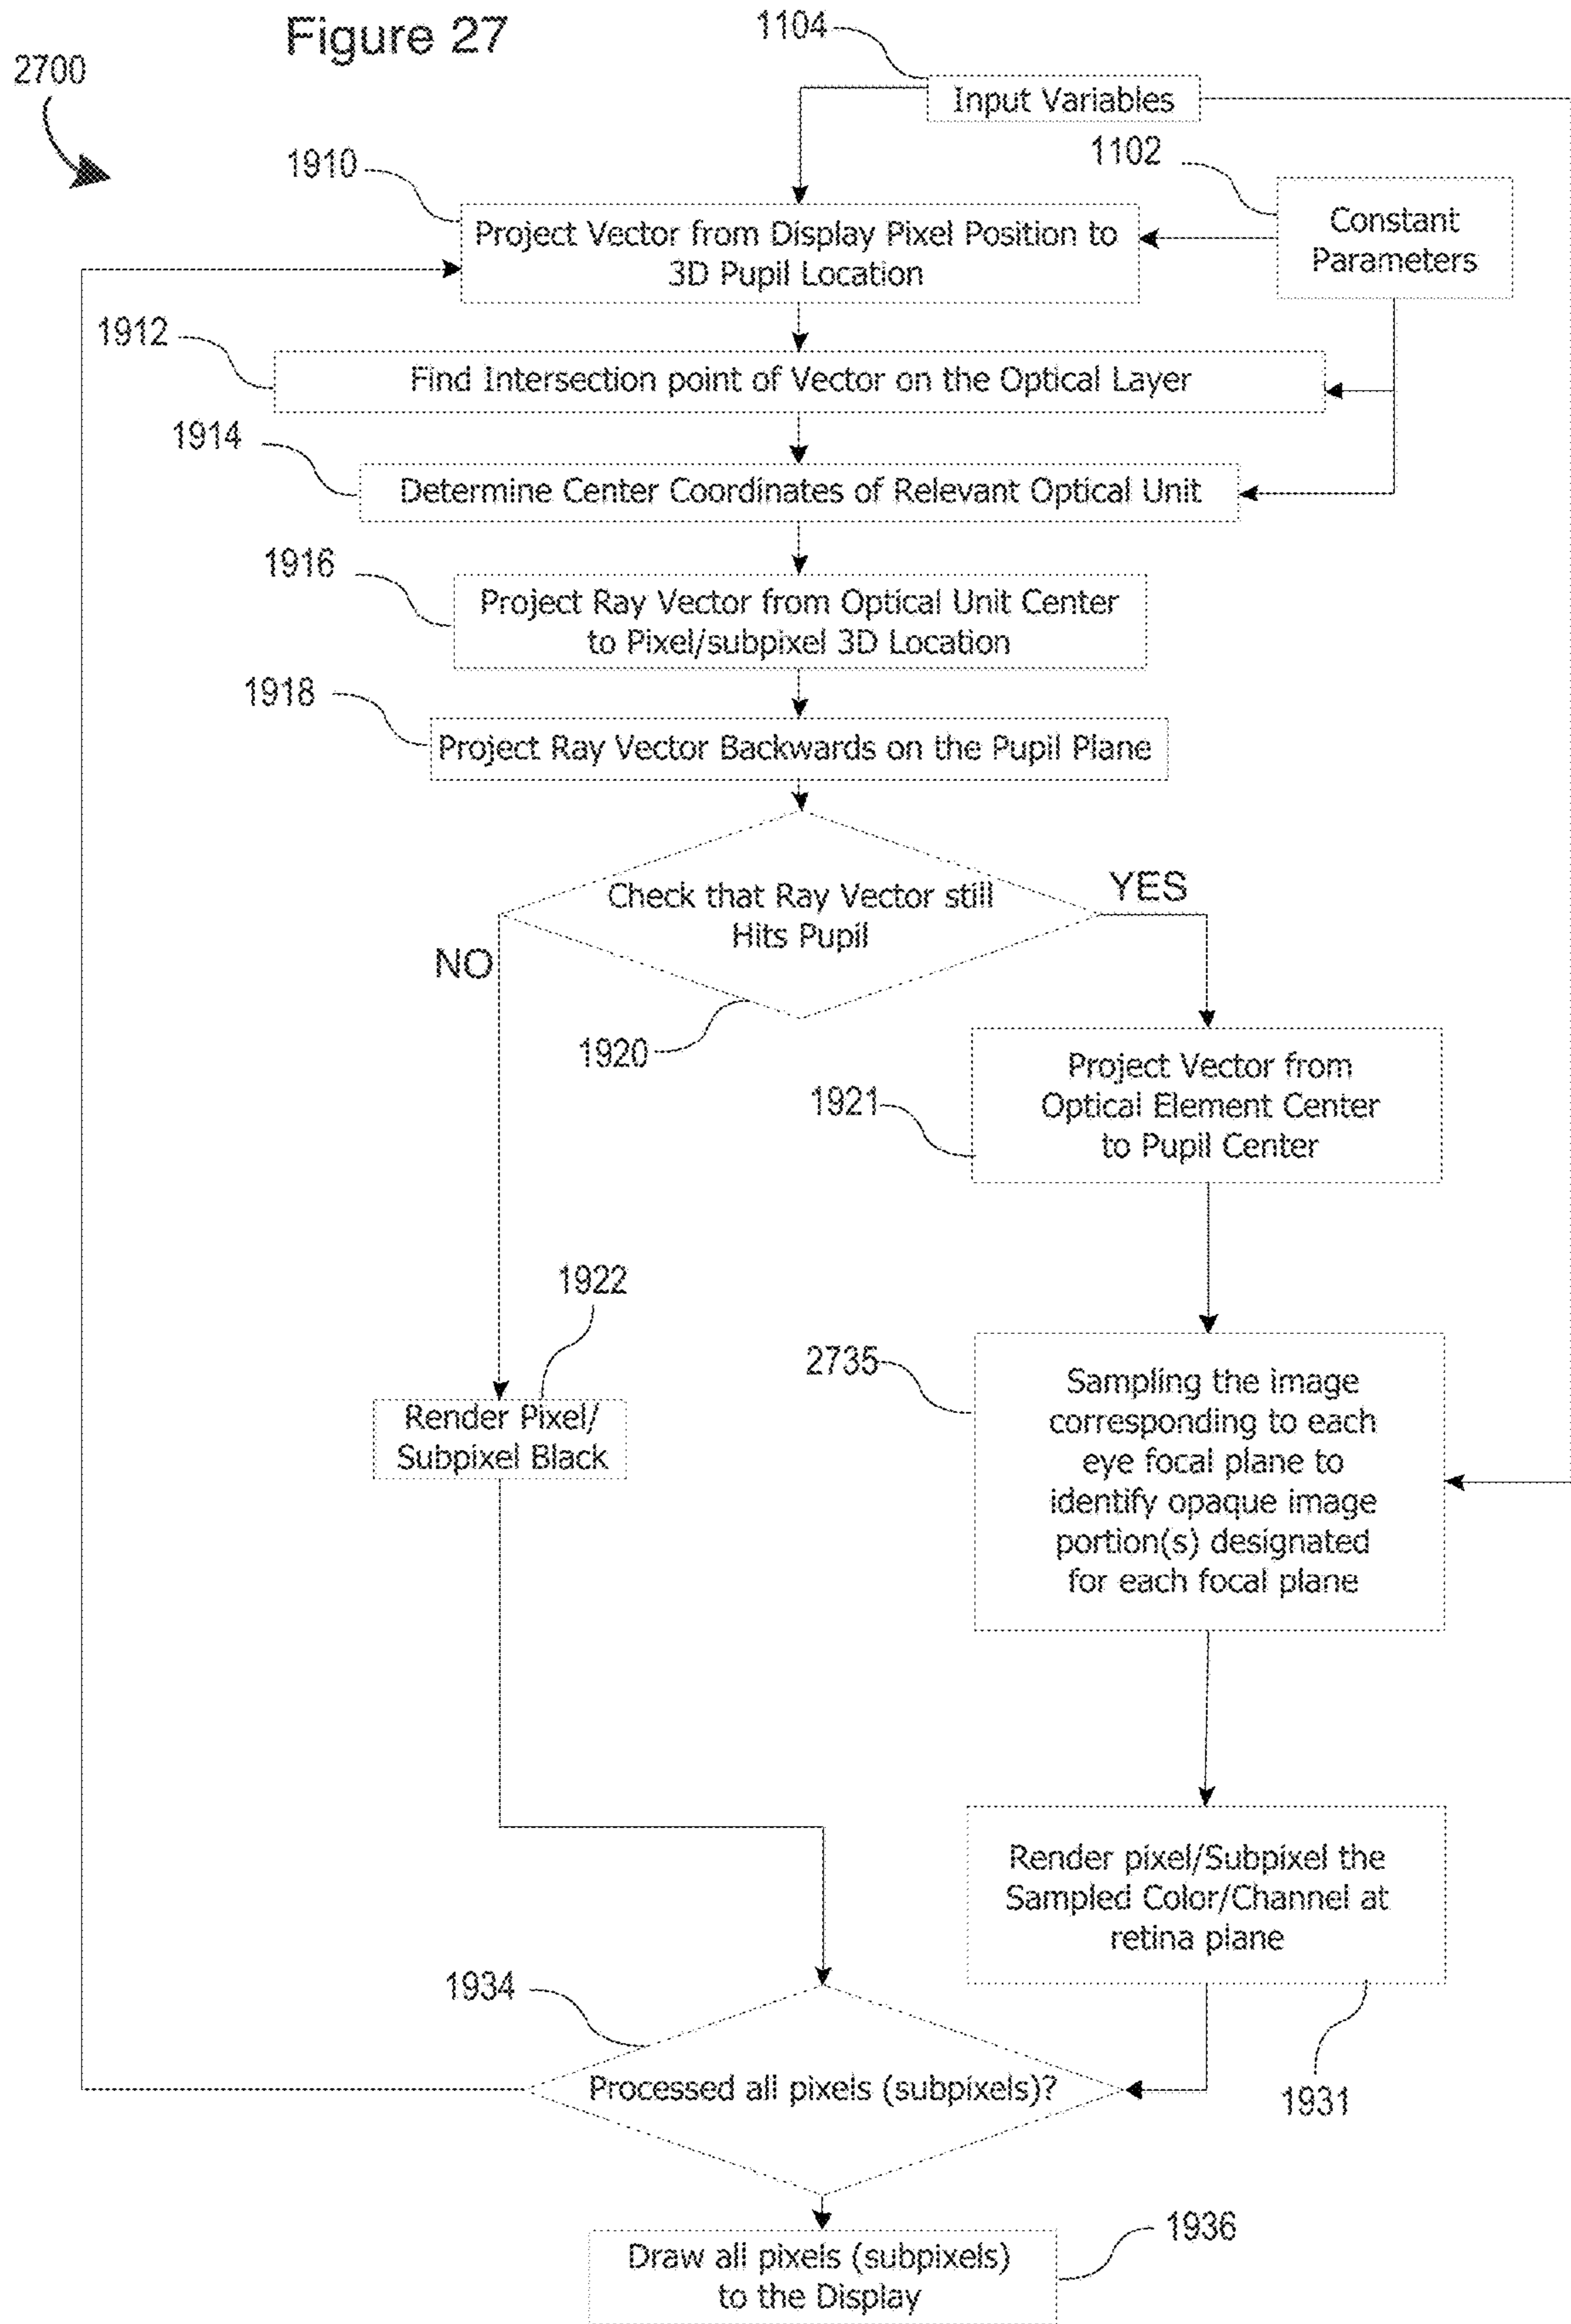 Figure 27
2700
1104
Input Variables
1102
Constant
Parameters
1910
Project Vector from Display Pixel Position to
3D Pupil Location
1912
Find Intersection point of Vector on the Optical Layer
1914
Determine Center Coordinates of Relevant Optical Unit
1916
Project Ray Vector from Optical Unit Center
to Pixel/subpixel 3D Location
1918
Project Ray Vector Backwards on the Pupil Plane
Check that Ray Vector still
Hits Pupil
YES
NO
1920
Project Vector from
Optical Element Center
to Pupil Center
1921
1922
Render Pixel/
Subpixel Black
2735
Sampling the image
corresponding to each
eye focal plane to
identify opaque image
portion(s) designated
for each focal plane
Render pixel/Subpixel the
Sampled Color/Channel at
retina plane
1931
1934
Processed all pixels (subpixels)?
Draw all pixels (subpixels)
to the Display
1936